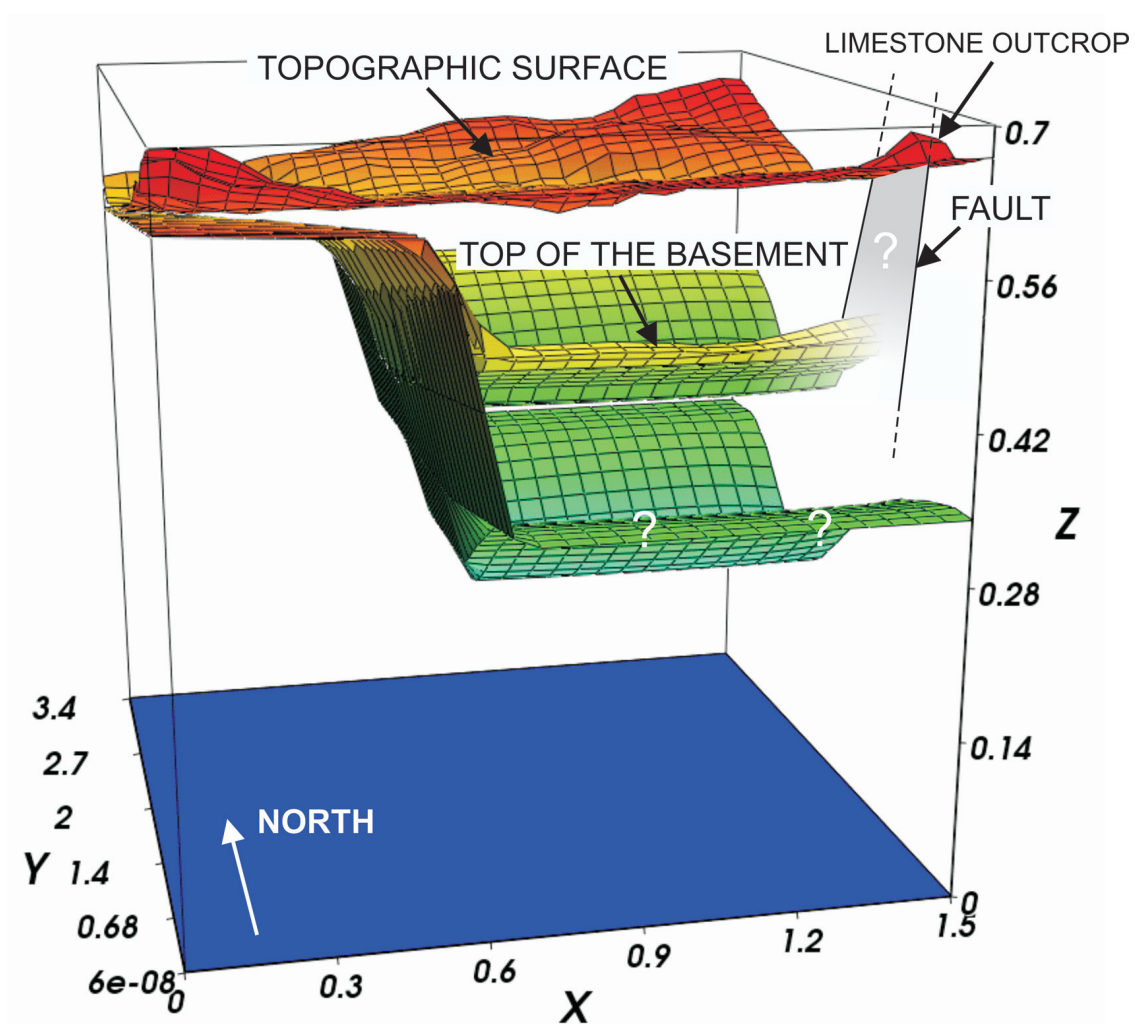 LIMESTONE OUTCROP
TOPOGRAPHIC SURFACE
0.7
FAULT
?
TOP OF THE BASEMENT
0.56
0.42
Z
? ?
0.28
3.4
0.14
2.7
2
NORTH
Y 1.4
0.68
0
6e-08
0 0.3 0.6 0.9 1.2 1.5
X